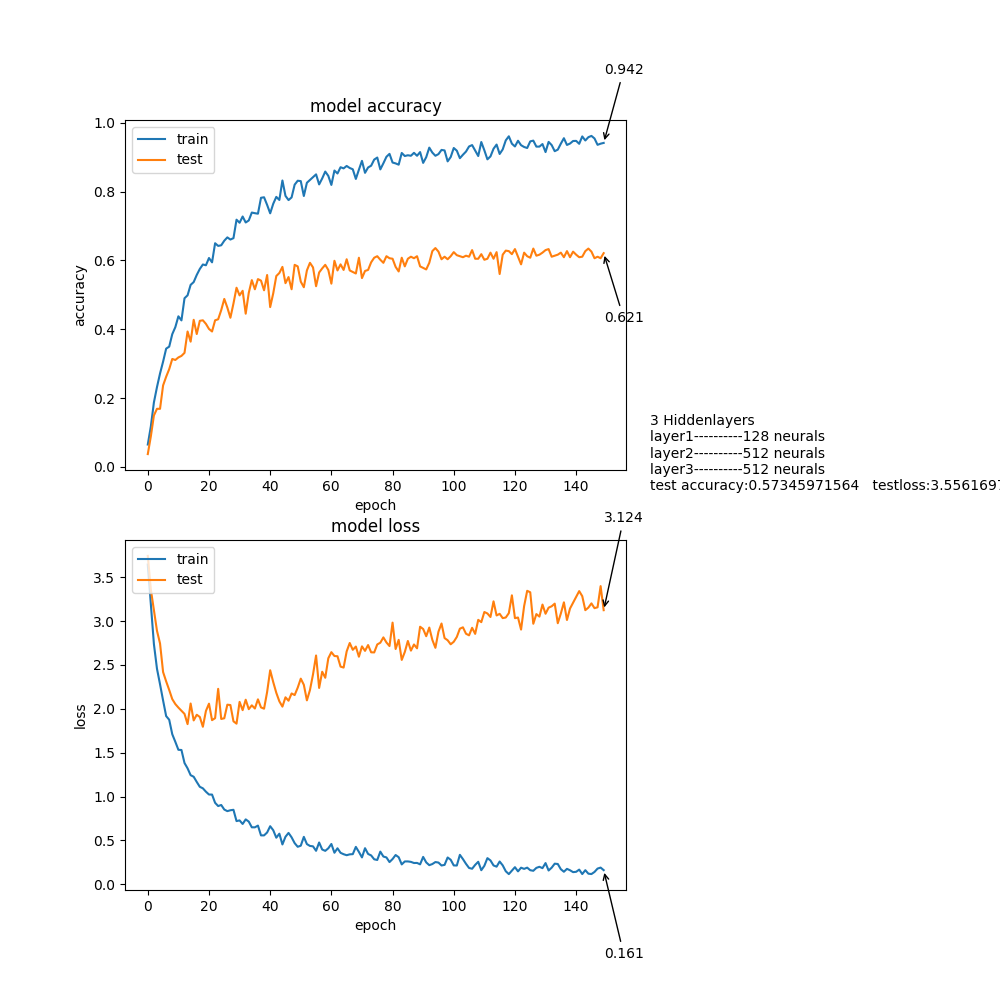 0.942
model accuracy
train
test
1.0
0.8
0.6
0.4
0.2
0.0
accuracy
0 20 40 60 80 100 120 140
epoch
0.621
3 Hiddenlayers
layer1----------128 neurals
layer2----------512 neurals
layer3----------512 neurals
test accuracy:0.57345971564 testloss:3.5561697
3.124
model loss
train
test
3.5
3.0
2.5
2.0
1.5
1.0
0.5
0.0
loss
0 20 40 60 80 100 120 140
epoch
0.161